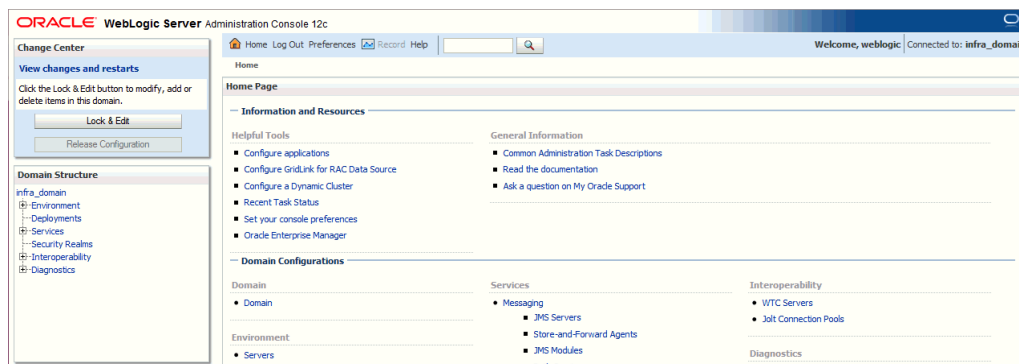 ORACLE WebLogic Server Administration Console 12c
Change Center
View changes and restarts
Click the Lock & Edit button to modify, add or
delete items in this domain.
Lock & Edit
Release Configuration
Domain Structure
infra_domain
Environment
Deployments
Services
Security Realms
Interoperability
Diagnostics
Home Log Out Preferences Record Help
Welcome, weblogic Connected to: infra_domai
Home
Home Page
Information and Resources
Helpful Tools
Configure applications
Configure GridLink for RAC Data Source
Configure a Dynamic Cluster
Recent Task Status
Set your console preferences
Oracle Enterprise Manager
General Information
Common Administration Task Descriptions
Read the documentation
Ask a question on My Oracle Support
Domain Configurations
Domain
Domain
Environment
Servers
Services
Messaging
JMS Servers
Store-and-Forward Agents
JMS Modules
Interoperability
WTC Servers
Jolt Connection Pools
Diagnostics